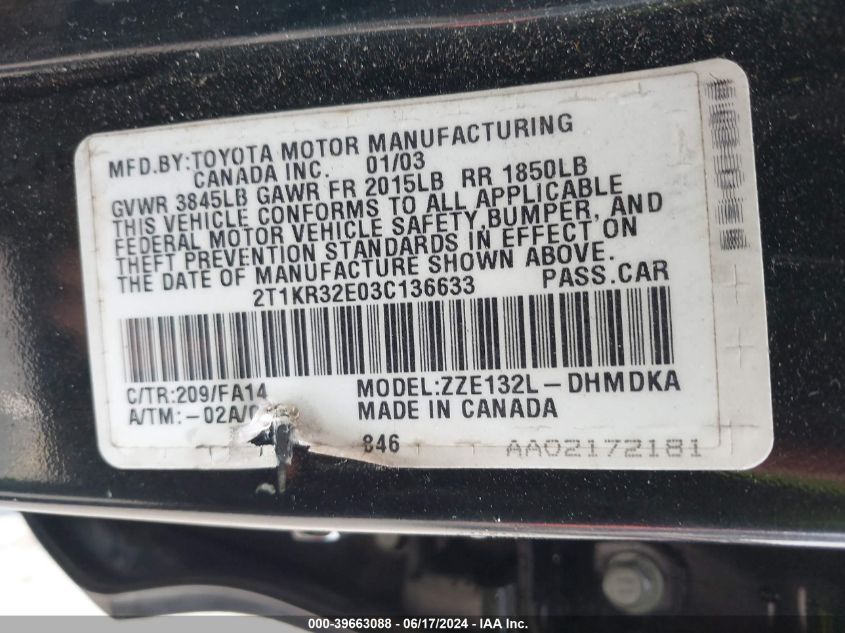 MFD.BY:TOYOTA MOTOR MANUFACTURING
CANADA INC. 01/03
GVWR 3845LB GAWR FR 2015LB RR 1850LB
THIS VEHICLE CONFORMS TO ALL APPLICABLE
FEDERAL MOTOR VEHICLE SAFETY,BUMPER, AND
THEFT PREVENTION STANDARDS IN EFFECT ON
THE DATE OF MANUFACTURE SHOWN ABOVE.
2T1KR32E03C136633 PASS.CAR
C/TR:209/FA14 MODEL:ZZE132L-DHMDKA
A/TM:-02A/ MADE IN CANADA
846 AA02172181
000-39663088 / 06/17/2024 / IAA Inc.